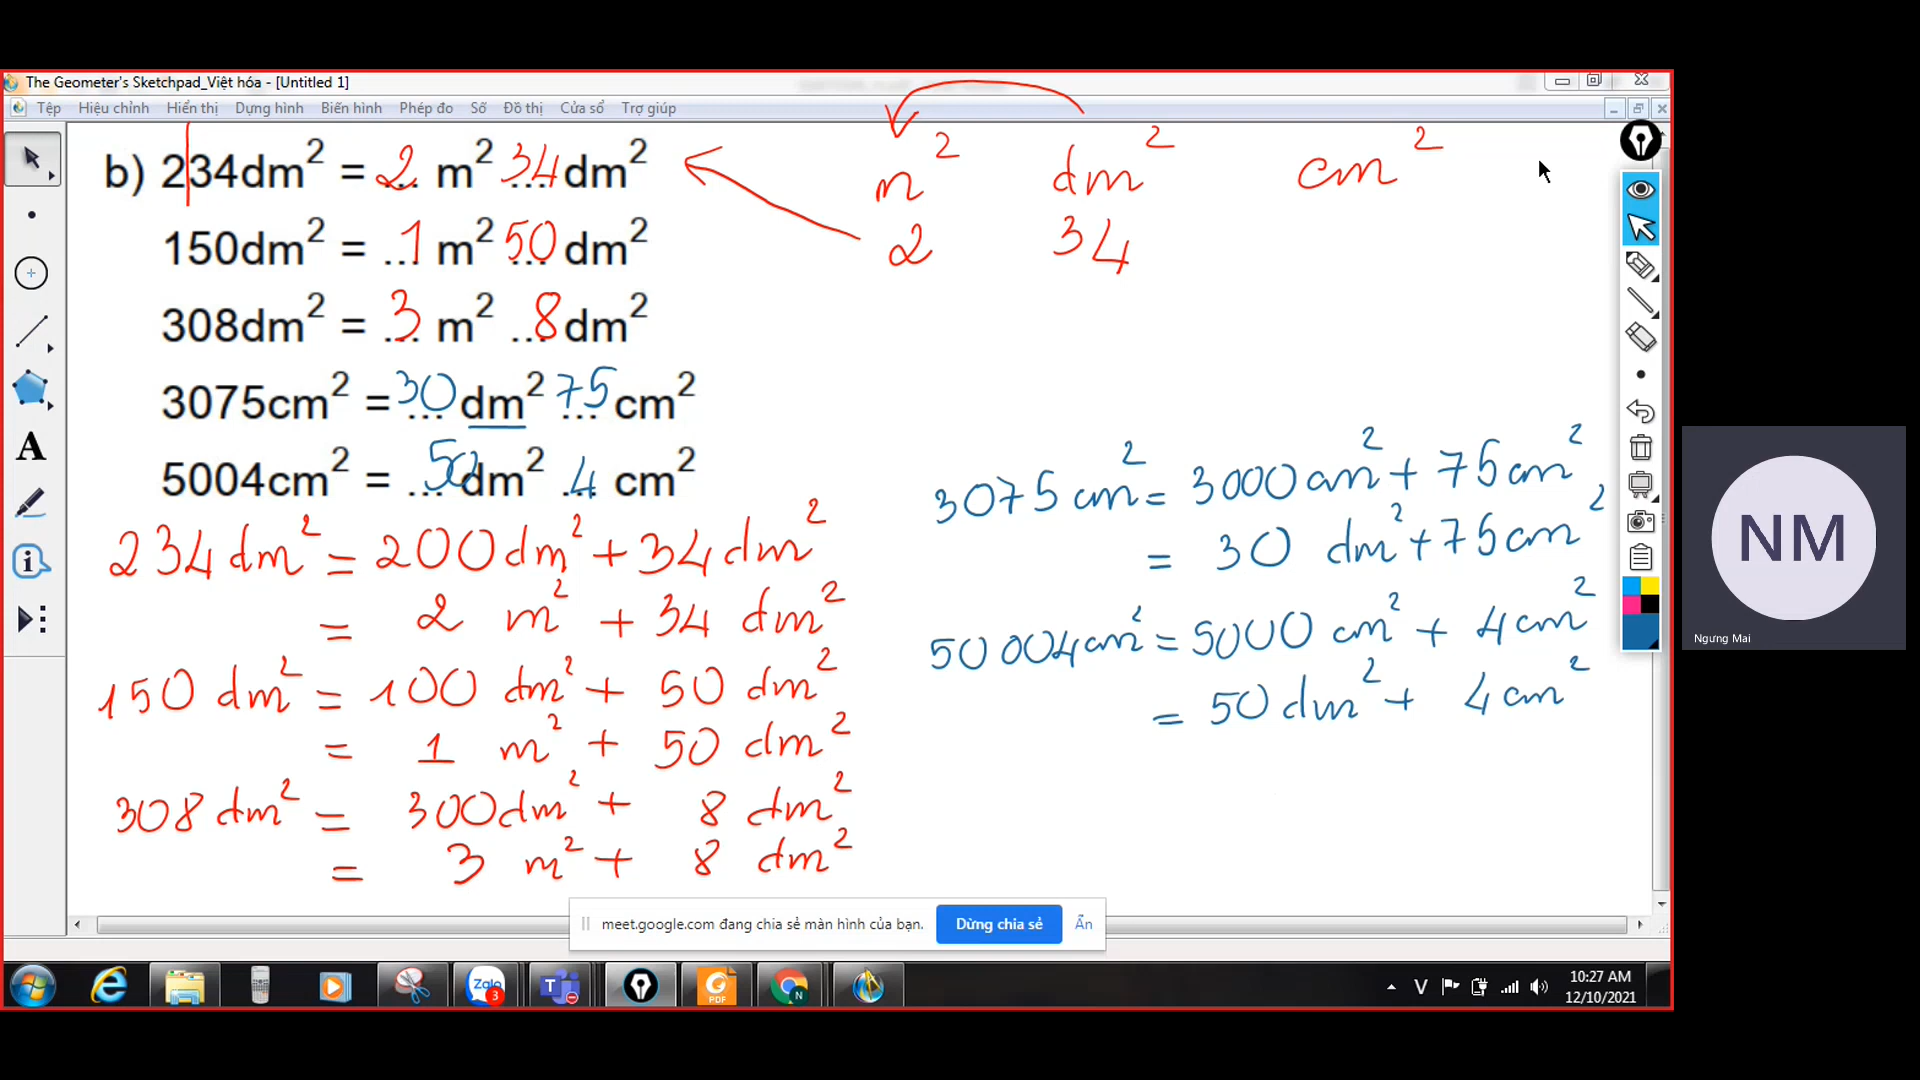 The Geometer's Sketchpad_Việt hóa - [Untitled 1]
Tệp Hiệu chỉnh Hiển thị Dựng hình Biến hình Phép đo Số Đồ thị Cửa sổ Trợ giúp
b) 234dm² = 2 m² 34 dm²
150dm² = ...1 m² 50 dm²
308dm² = 3 m² ...8 dm²
3075cm² = 30 dm² 75 cm²
5004cm² = ...50 dm² 4 cm²
m² dm² cm²
2 34
234 dm² = 200 dm² + 34 dm²
= 2 m² + 34 dm²
150 dm² = 100 dm² + 50 dm²
= 1 m² + 50 dm²
308 dm² = 300 dm² + 8 dm²
= 3 m² + 8 dm²
3075 cm² = 3000 cm² + 75 cm²
= 30 dm² + 75 cm²
50004 cm² = 5000 cm² + 4 cm²
= 50 dm² + 4 cm²
A
NM
Ngưng Mai
meet.google.com đang chia sẻ màn hình của bạn. Dừng chia sẻ Ẩn
Zalo
3
T
PDF
N
V
10:27 AM
12/10/2021